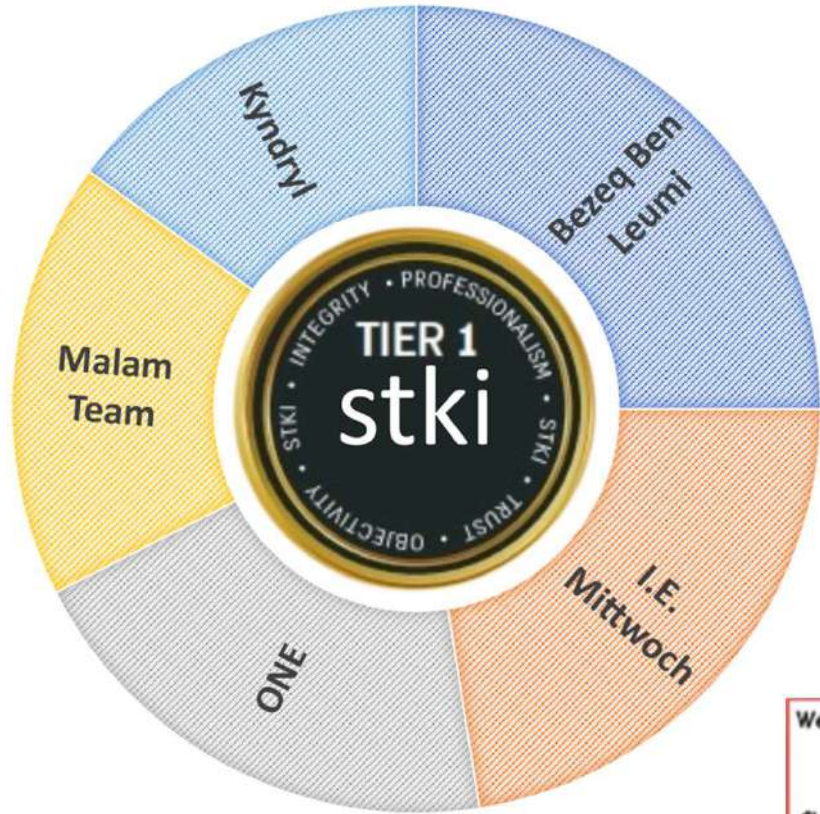 Kyndryl
Bezeq Ben
Leumi
Malam
Team
I.E.
Mittwoch
ONE
TIER 1
stki
STKI • INTEGRITY • PROFESSIONALISM • STKI • TRUST • OBJECTIVITY •